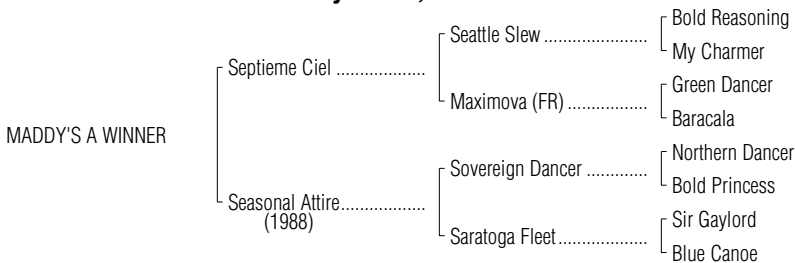 Bold Reasoning
Seattle Slew ....................
My Charmer
Septieme Ciel ..................
Green Dancer
Maximova (FR) ................
Baracala
MADDY'S A WINNER
Northern Dancer
Sovereign Dancer ............
Bold Princess
Seasonal Attire.................
(1988)
Sir Gaylord
Saratoga Fleet..................
Blue Canoe